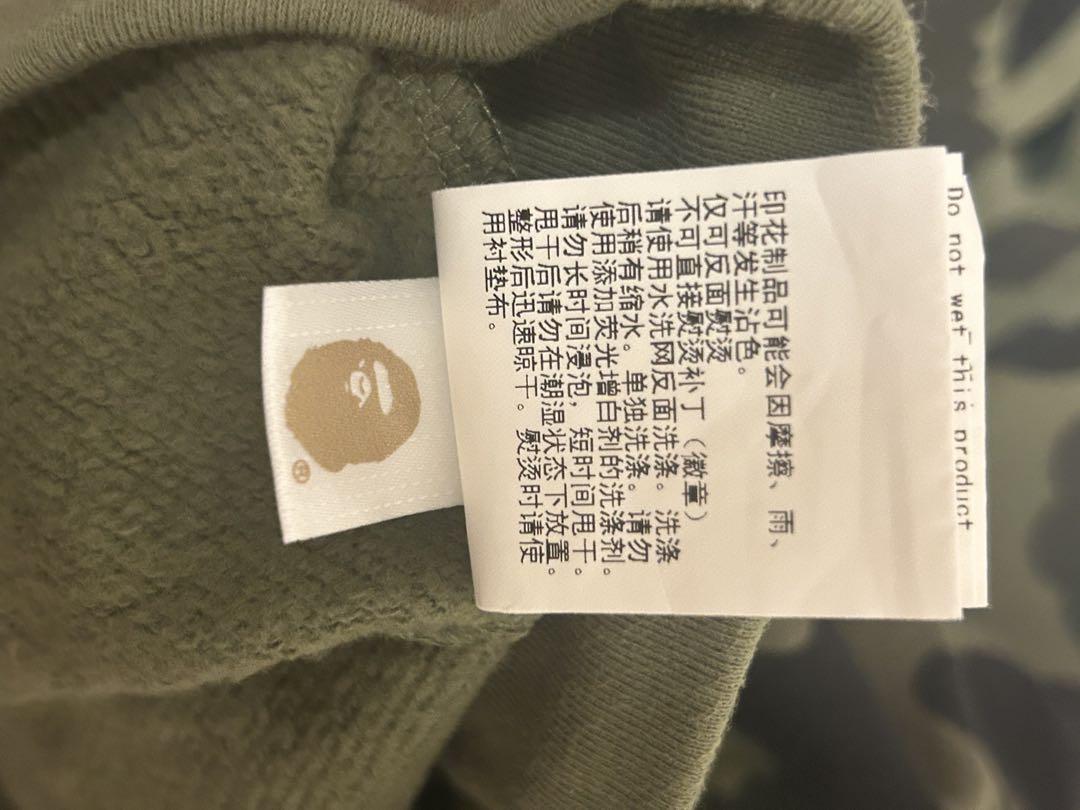 Do not wet this product
印花制品可能会因摩擦、雨、
汗等发生沾色。
仅可反面熨烫
不可直接熨烫补丁（徽章）
请使用水洗网反面洗涤。洗涤
后稍有缩水。单独洗涤。请勿
使用添加荧光增白剂的洗涤剂。
请勿长时间浸泡，短时间甩干。
甩干后请勿在潮湿状态下放置。
整形后迅速晾干。熨烫时请使
用衬垫布。
®